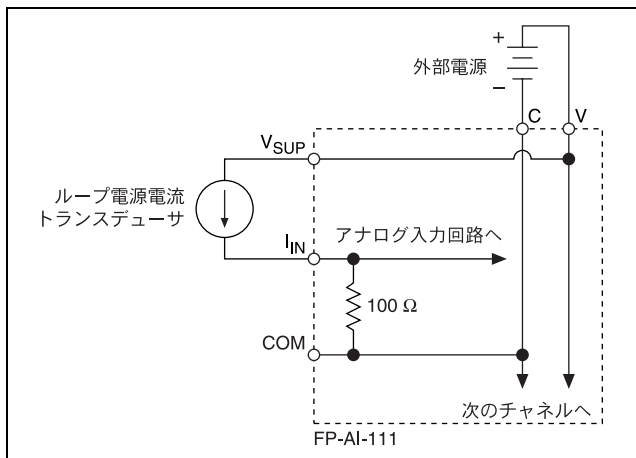 +
外部電源
−
C V
VSUP
ループ電源電流
トランスデューサ
アナログ入力回路へ
IIN
100 Ω
COM
次のチャネルへ
FP-AI-111